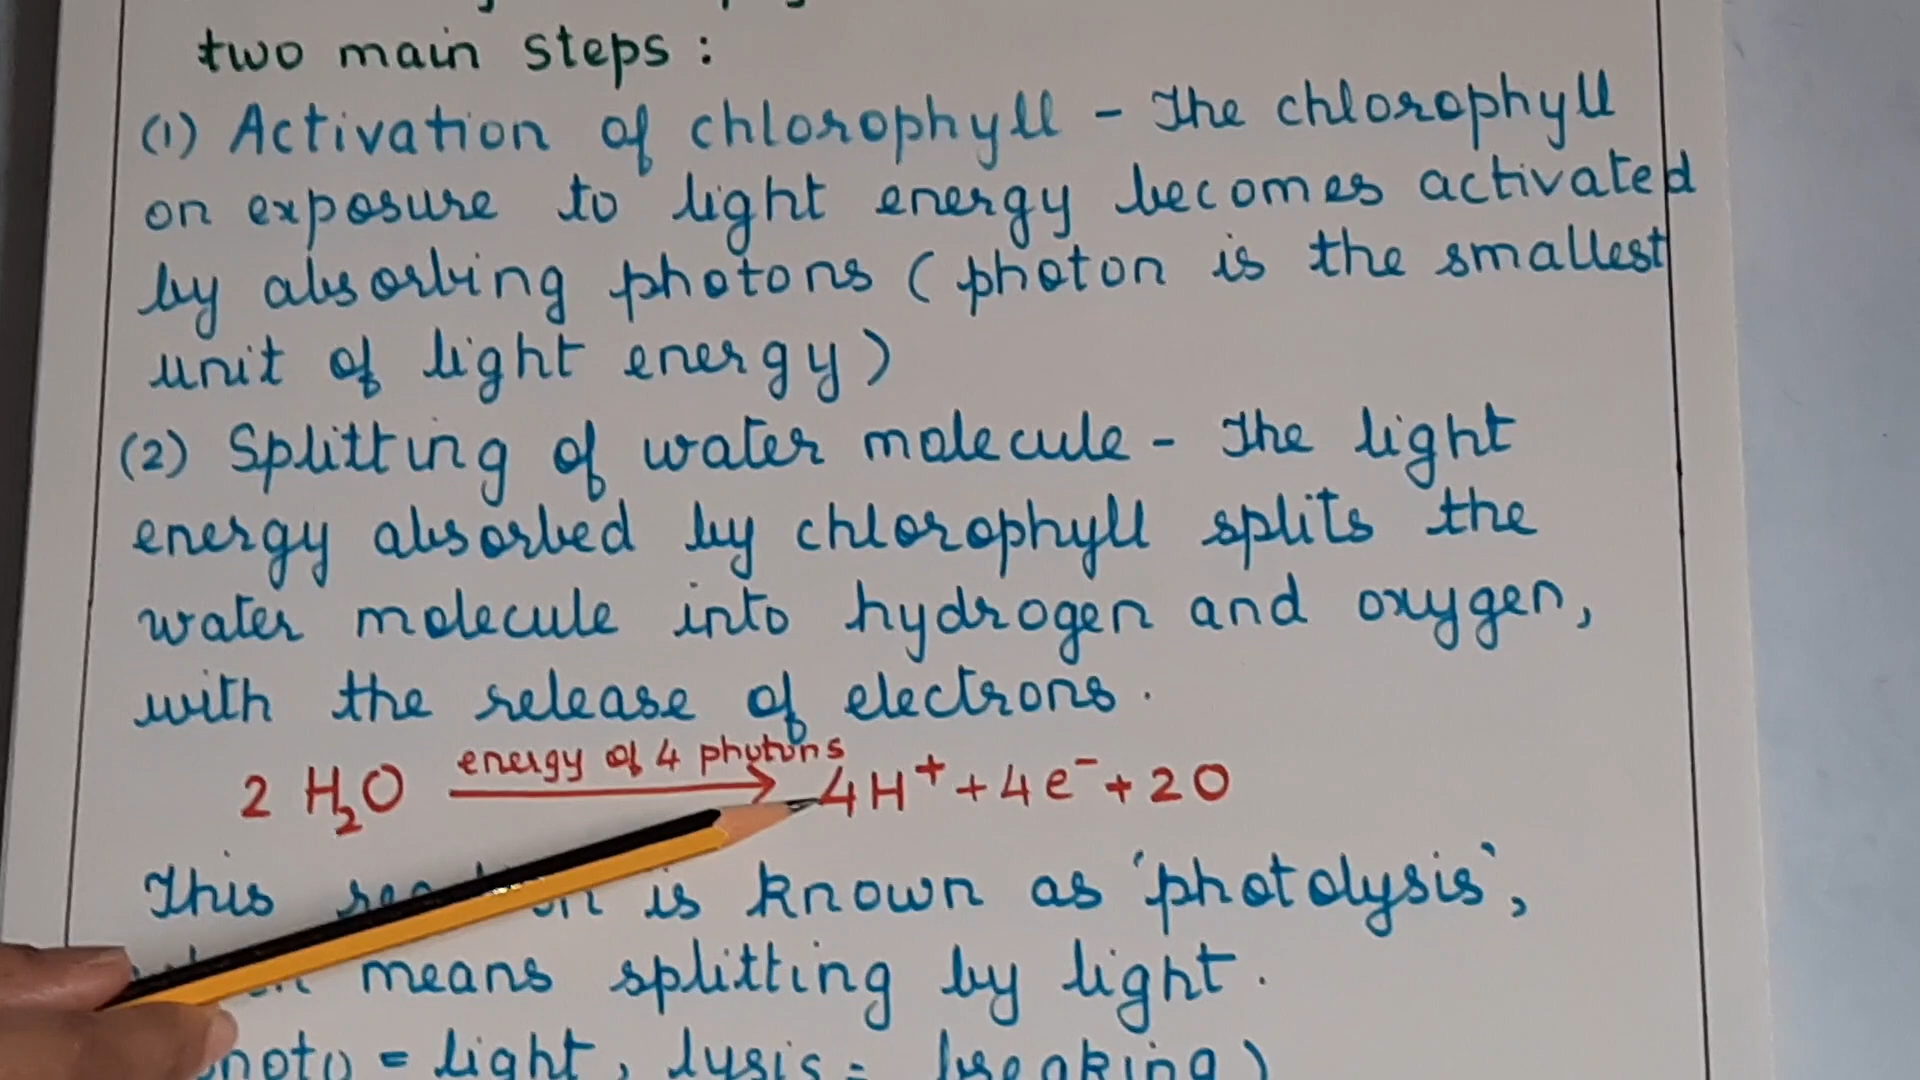 two main steps :
(1) Activation of chlorophyll - The chlorophyll
on exposure to light energy becomes activated
by absorbing photons ( photon is the smallest
unit of light energy )
(2) Splitting of water molecule - The light
energy absorbed by chlorophyll splits the
water molecule into hydrogen and oxygen,
with the release of electrons.
2 H₂O energy of 4 photons → 4H⁺ + 4e⁻ + 2O
This is known as 'photolysis',
means splitting by light.
= light, lysis = breaking)